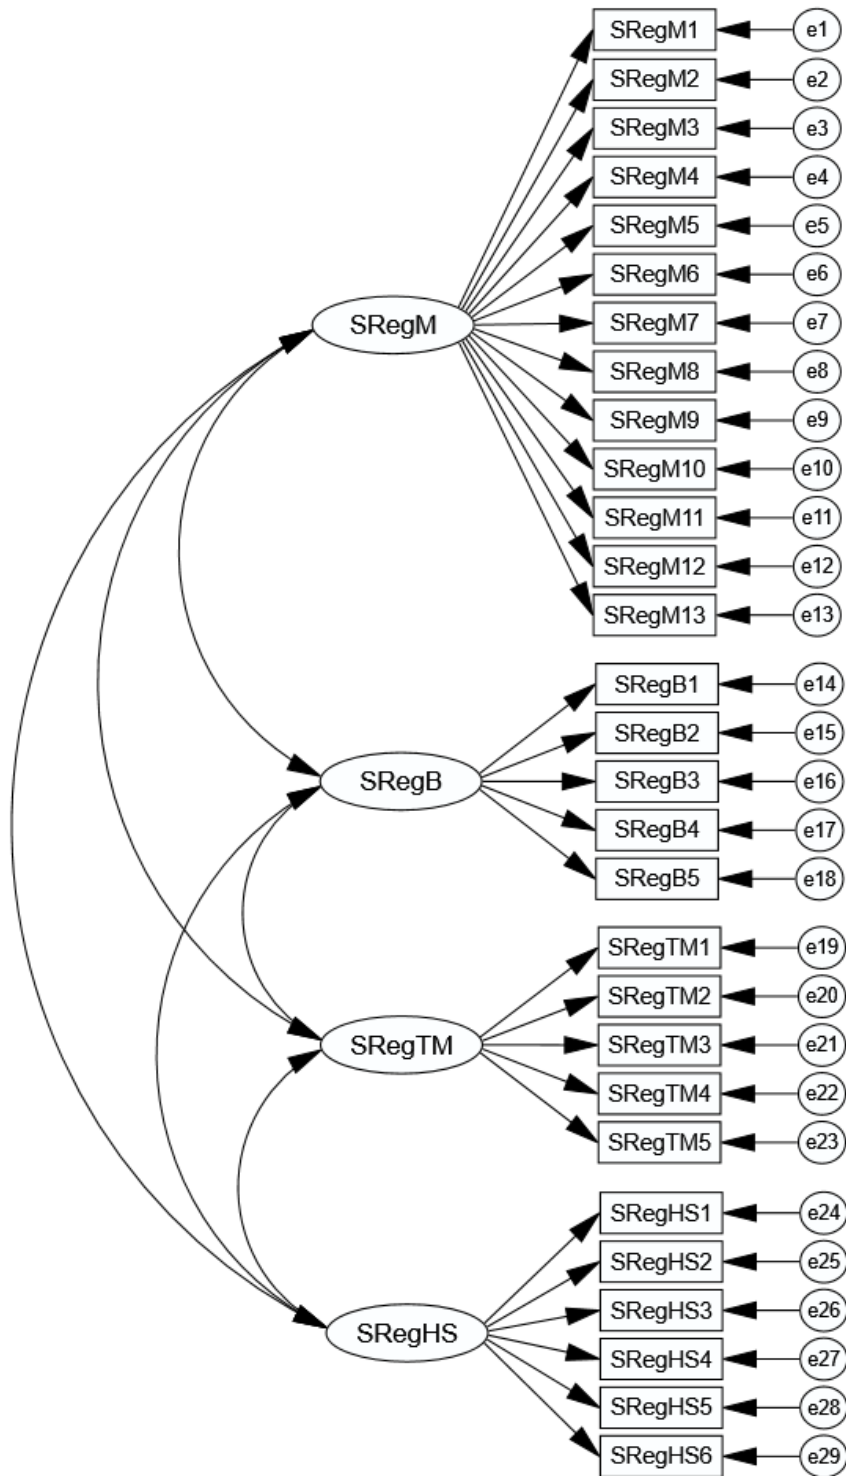 SRegM1 e1
SRegM2 e2
SRegM3 e3
SRegM4 e4
SRegM5 e5
SRegM6 e6
SRegM SRegM7 e7
SRegM8 e8
SRegM9 e9
SRegM10 e10
SRegM11 e11
SRegM12 e12
SRegM13 e13
SRegB1 e14
SRegB2 e15
SRegB SRegB3 e16
SRegB4 e17
SRegB5 e18
SRegTM1 e19
SRegTM2 e20
SRegTM SRegTM3 e21
SRegTM4 e22
SRegTM5 e23
SRegHS1 e24
SRegHS2 e25
SRegHS3 e26
SRegHS
SRegHS4 e27
SRegHS5 e28
SRegHS6 e29